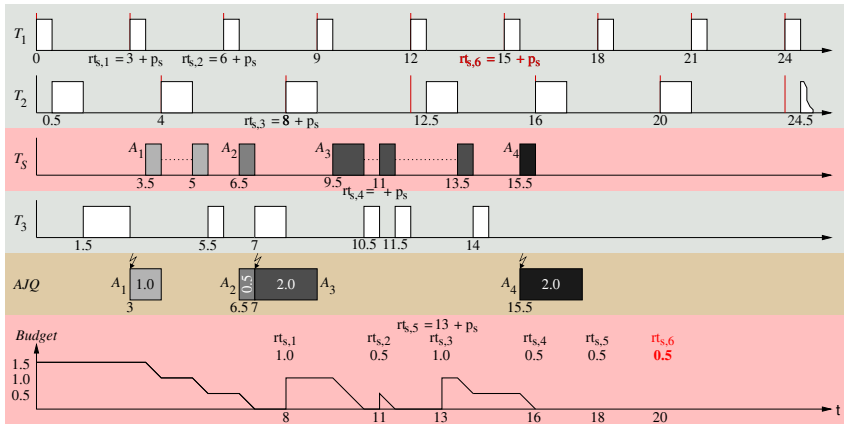 T1
0 3 6 9 12 15 18 21 24
rts,1 = 3 + ps rts,2 = 6 + ps rts,6 = 15 + ps
T2
0.5 4 8 12.5 16 20 24.5
rts,3 = 8 + ps
TS A1 A2 A3 A4
3.5 5 6.5 9.5 11 13.5 15.5
rts,4 = + ps
T3
1.5 5.5 7 10.5 11.5 14
AJQ A1 1.0 A2 0.5 2.0 A3 A4 2.0
3 6.5 7 15.5
rts,5 = 13 + ps
Budget rts,1 rts,2 rts,3 rts,4 rts,5 rts,6
1.0 0.5 1.0 0.5 0.5 0.5
1.5
1.0
0.5
8 11 13 16 18 20 t